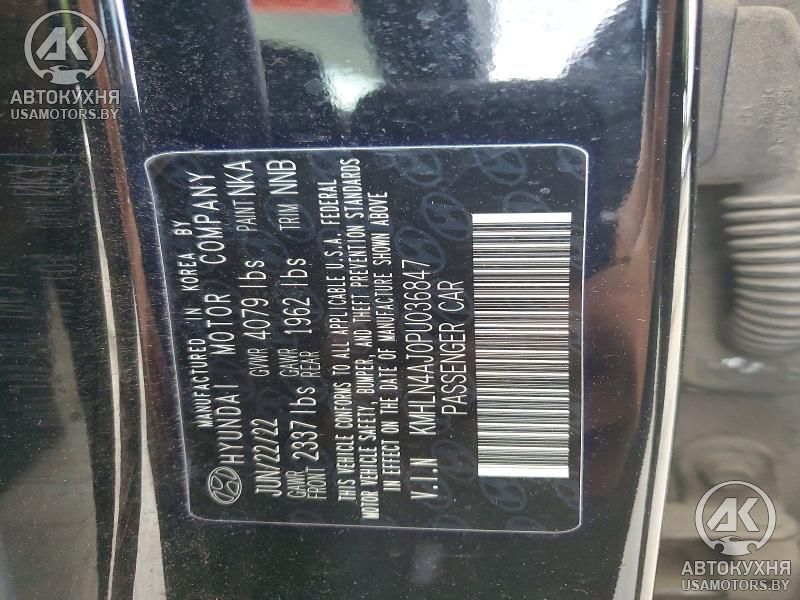 AK
АВТОКУХНЯ
USAMOTORS.BY
MANUFACTURED IN KOREA BY
HYUNDAI MOTOR COMPANY
JUN/22/22 GVWR 4079 lbs PAINT NKA
GAWR FRONT 2337 lbs GAWR REAR 1962 lbs TRIM NNB
THIS VEHICLE CONFORMS TO ALL APPLICABLE U.S.A. FEDERAL
MOTOR VEHICLE SAFETY, BUMPER, AND THEFT PREVENTION STANDARDS
IN EFFECT ON THE DATE OF MANUFACTURE SHOWN ABOVE
V.I.N KMHLN4AJ0PU036847
PASSENGER CAR
AK
АВТОКУХНЯ
USAMOTORS.BY